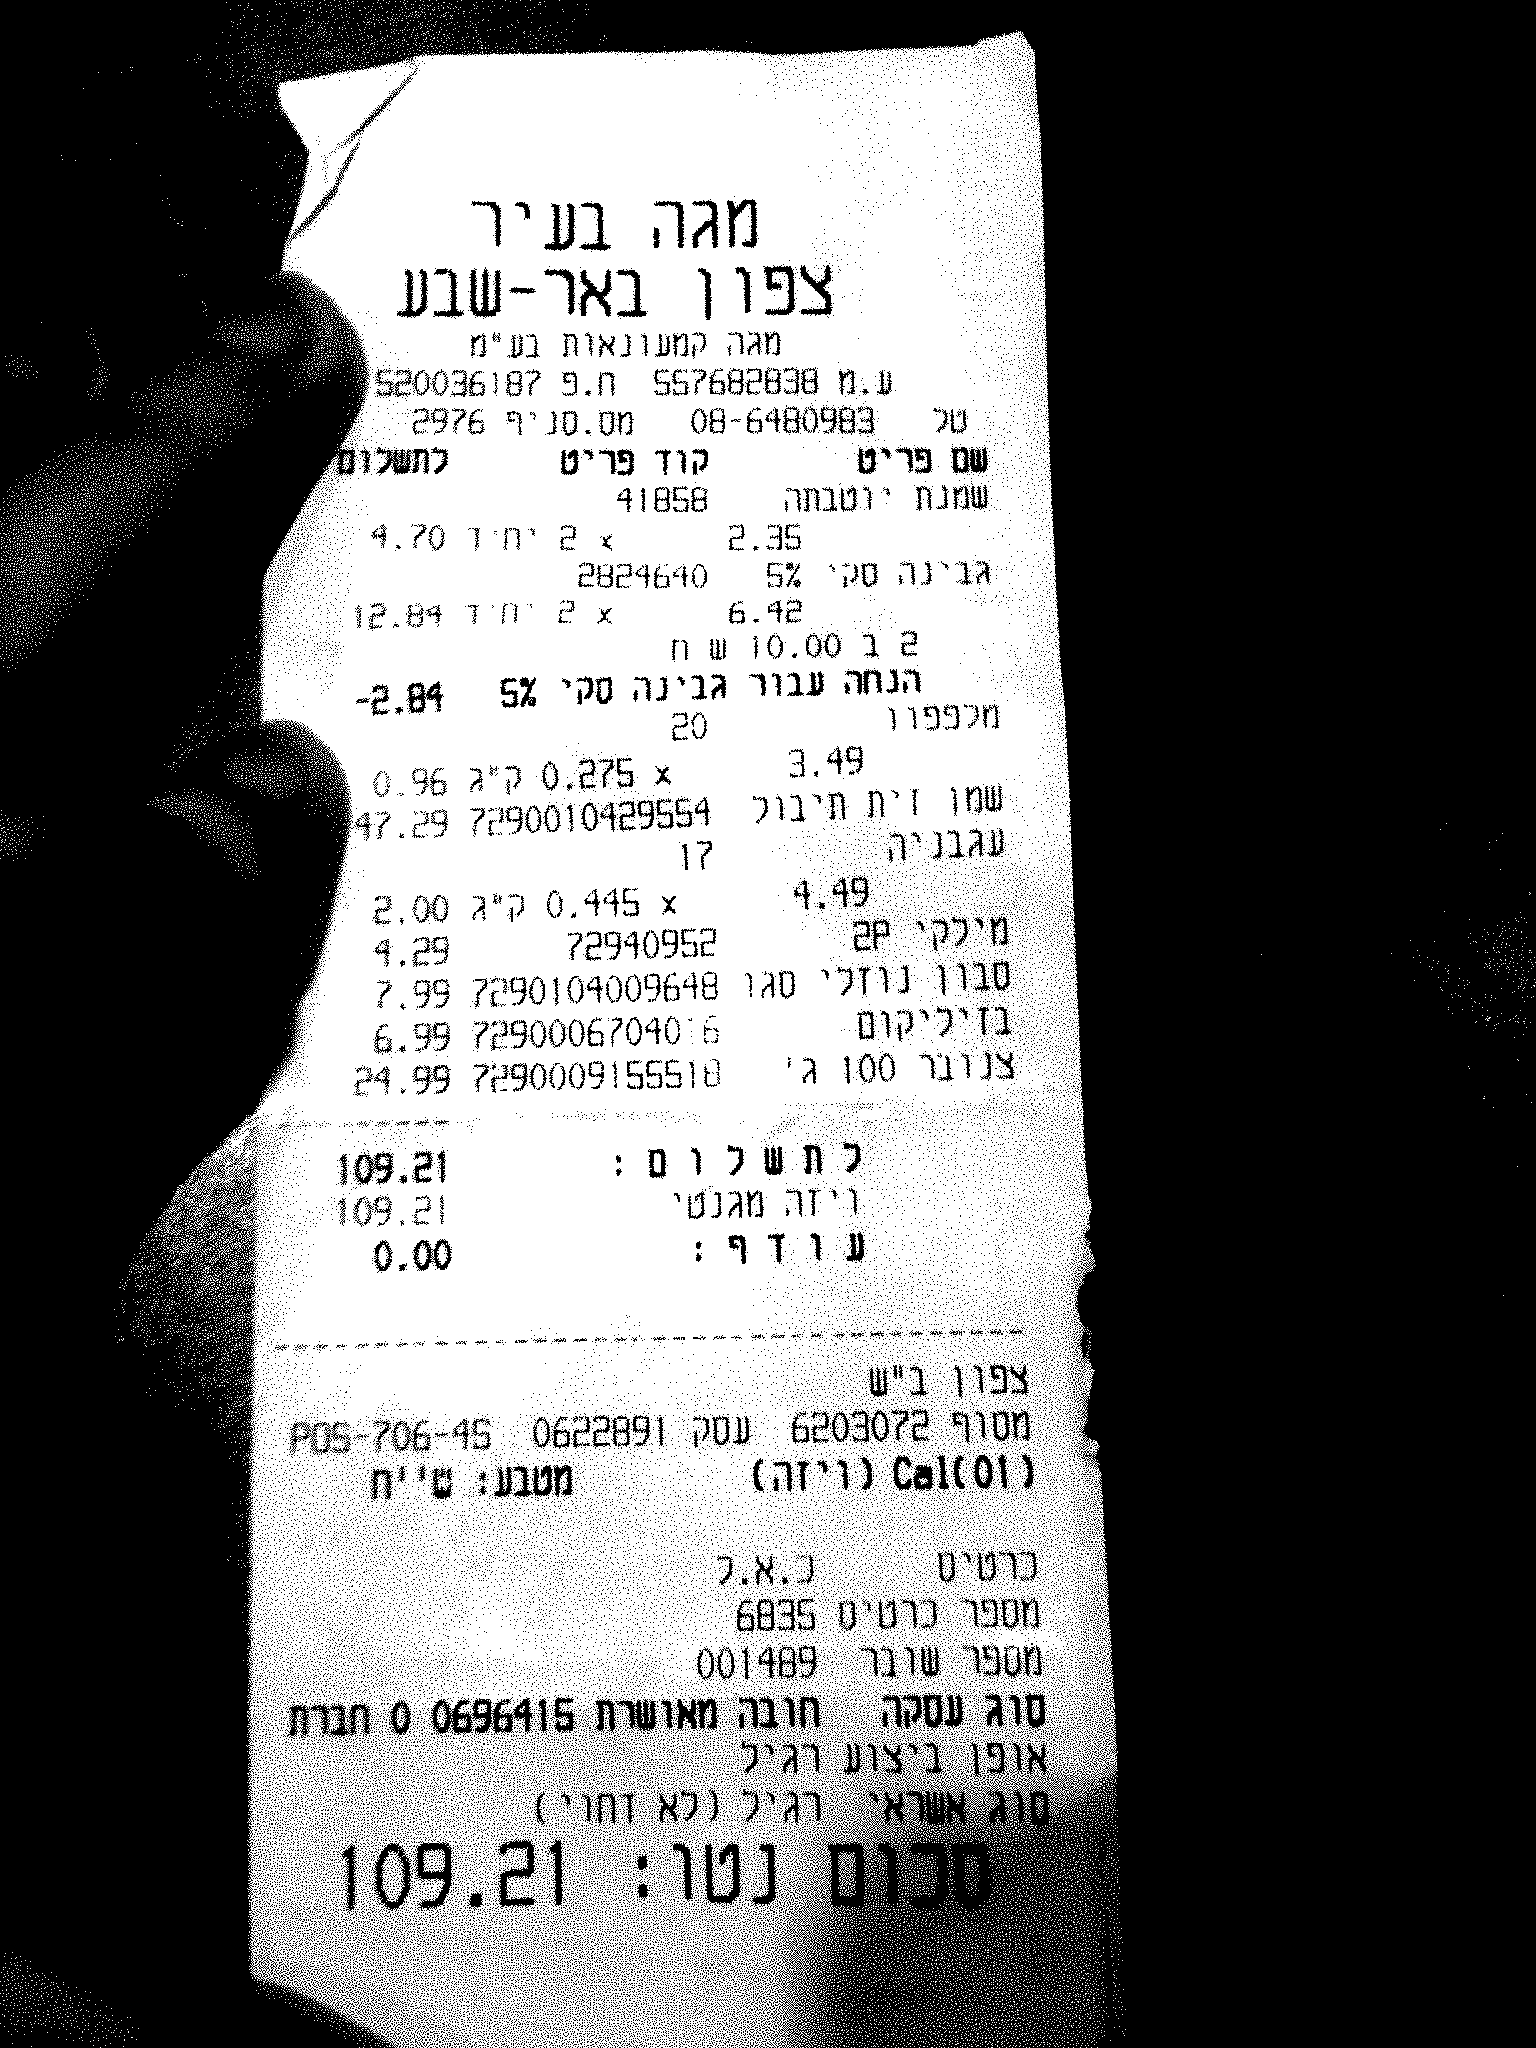 מגה בעיר
צפון באר-שבע
מגה קמעונאות בע"מ
ע.מ 557682838 ח.פ 520036187
טל 08-6480983 מס.סניף 2976
שם פריט קוד פריט לתשלום
שמנת יוטבתה 41858
2.35 x 2 יח'ד 4.70
גבינה סקי 5% 2824640
6.42 x 2 יח'ד 12.84
2 ב 10.00 ש ח
הנחה עבור גבינה סקי 5% -2.84
מלפפון 20
3.49 x 0.275 ק"ג 0.96
שמן זית תיבול 7290010429554 47.29
עגבניה 17
4.49 x 0.445 ק"ג 2.00
מילקי 2P 72940952 4.29
סבון נוזלי סגו 7290104009648 7.99
בזיליקום 7290006704016 6.99
צנובר 100 ג' 7290009155518 24.99
לתשלום: 109.21
ויזה מגנטי 109.21
עודף: 0.00
צפון ב"ש
מסוף 6203072 עסק 0622891 POS-706-45
Cal(01) (ויזה) מטבע: ש''ח
כרטיס כ.א.ל
מספר כרטיס 6835
מספר שובר 001489
סוג עסקה חובה מאושרת 0696415 0 חברת
אופן ביצוע רגיל
סוג אשראי רגיל (לא דחוי)
סכום נטו: 109.21